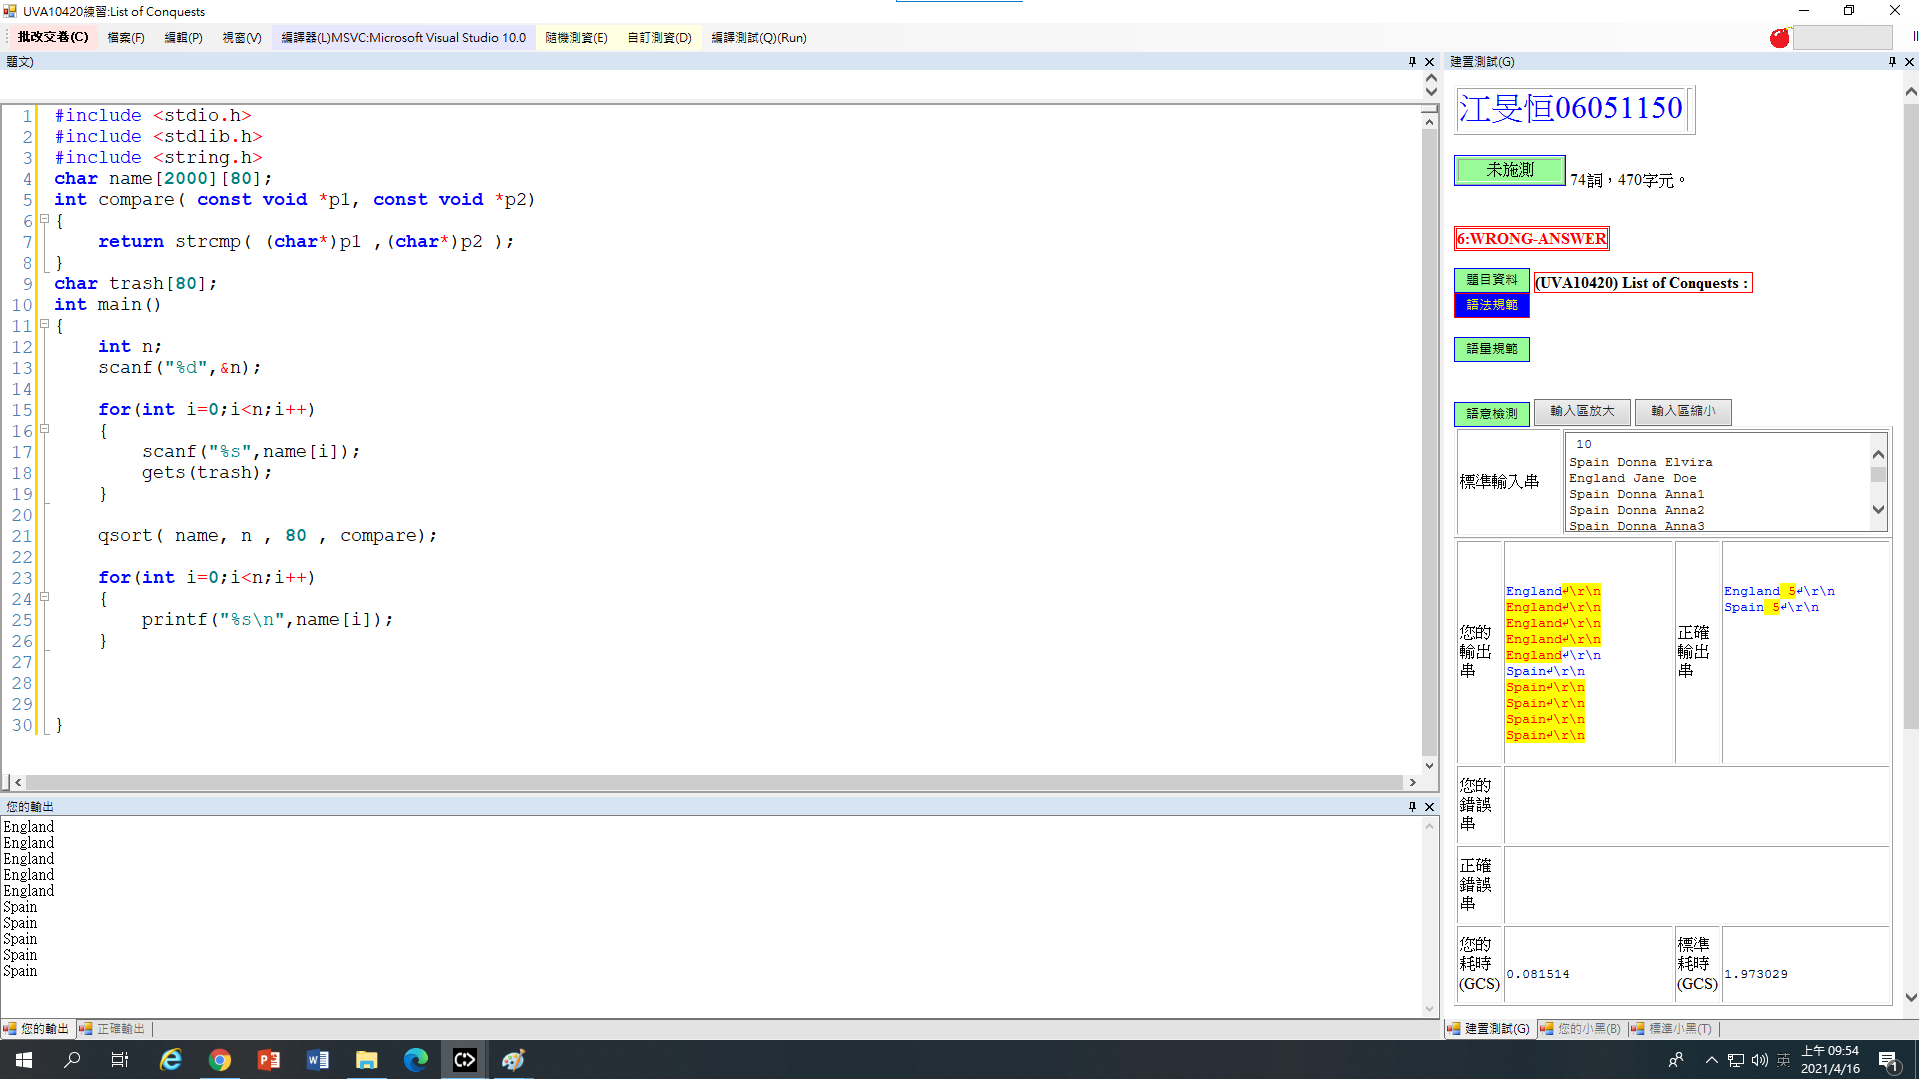 UVA10420練習:List of Conquests
批改交卷(C) 檔案(F) 編輯(P) 視窗(V) 編譯器(L)MSVC:Microsoft Visual Studio 10.0 隨機測資(E) 自訂測資(D) 編譯測試(Q)(Run)
題文)
1 #include <stdio.h>
2 #include <stdlib.h>
3 #include <string.h>
4 char name[2000][80];
5 int compare( const void *p1, const void *p2)
6 {
7 return strcmp( (char*)p1 ,(char*)p2 );
8 }
9 char trash[80];
10 int main()
11 {
12 int n;
13 scanf("%d",&n);
14
15 for(int i=0;i<n;i++)
16 {
17 scanf("%s",name[i]);
18 gets(trash);
19 }
20
21 qsort( name, n , 80 , compare);
22
23 for(int i=0;i<n;i++)
24 {
25 printf("%s\n",name[i]);
26 }
27
28
29
30 }
您的輸出
England
England
England
England
England
Spain
Spain
Spain
Spain
Spain
您的輸出 正確輸出
建置測試(G)
江旻恒06051150
未施測 74詞，470字元。
6:WRONG-ANSWER
題目資料 (UVA10420) List of Conquests :
語法規範
語量規範
語意檢測 輸入區放大 輸入區縮小
標準輸入串
10
Spain Donna Elvira
England Jane Doe
Spain Donna Anna1
Spain Donna Anna2
Spain Donna Anna3
您的輸出串
England↵\r\n
England↵\r\n
England↵\r\n
England↵\r\n
England↵\r\n
Spain↵\r\n
Spain↵\r\n
Spain↵\r\n
Spain↵\r\n
Spain↵\r\n
正確輸出串
England 5↵\r\n
Spain 5↵\r\n
您的錯誤串
正確錯誤串
您的耗時(GCS) 0.081514 標準耗時(GCS) 1.973029
建置測試(G) 您的小黑(B) 標準小黑(T)
英 上午 09:54
2021/4/16
1